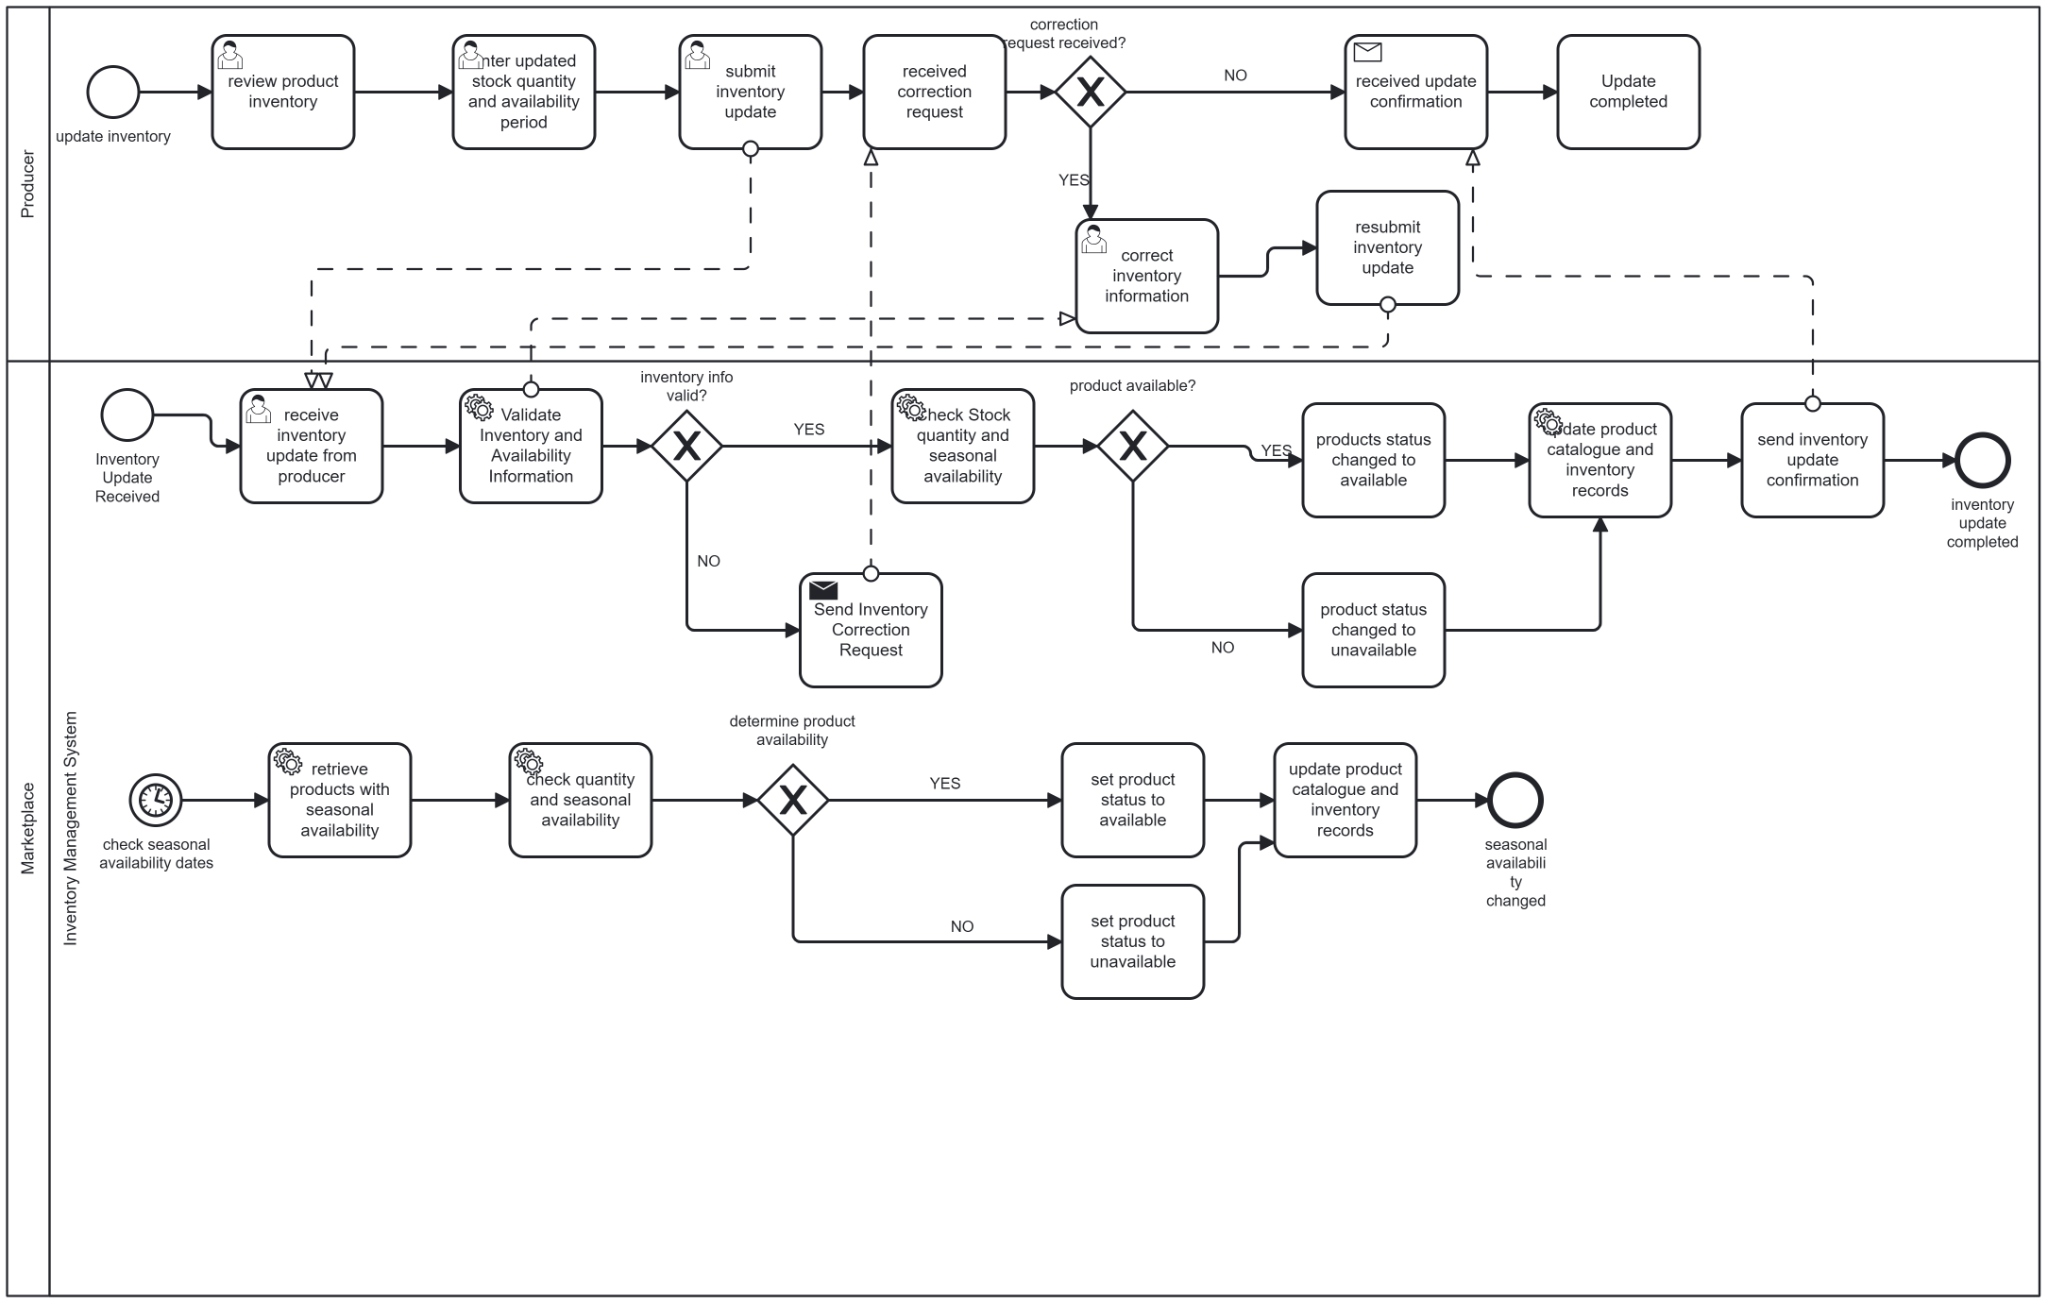 Producer
update inventory
review product
inventory
nter updated
stock quantity
and availability
period
submit
inventory
update
received
correction
request
correction
request received?
NO
YES
received update
confirmation
Update
completed
correct
inventory
information
resubmit
inventory
update
Marketplace
Inventory Management System
Inventory
Update
Received
receive
inventory
update from
producer
Validate
Inventory and
Availability
Information
inventory info
valid?
YES
NO
Send Inventory
Correction
Request
check Stock
quantity and
seasonal
availability
product available?
YES
NO
products status
changed to
available
product status
changed to
unavailable
update product
catalogue and
inventory
records
send inventory
update
confirmation
inventory
update
completed
check seasonal
availability dates
retrieve
products with
seasonal
availability
check quantity
and seasonal
availability
determine product
availability
YES
NO
set product
status to
available
set product
status to
unavailable
update product
catalogue and
inventory
records
seasonal
availabili
ty
changed